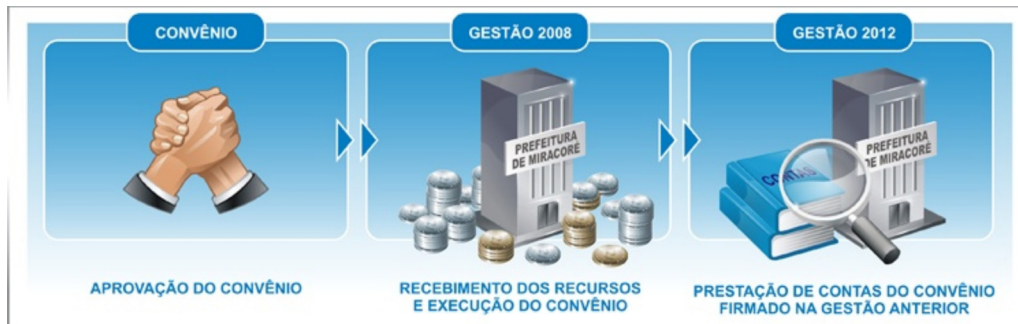 CONVÊNIO
GESTÃO 2008
GESTÃO 2012
PREFEITURA
DE MIRACORÉ
PREFEITURA
DE MIRACORÉ
CONTAS
APROVAÇÃO DO CONVÊNIO
RECEBIMENTO DOS RECURSOS
E EXECUÇÃO DO CONVÊNIO
PRESTAÇÃO DE CONTAS DO CONVÊNIO
FIRMADO NA GESTÃO ANTERIOR